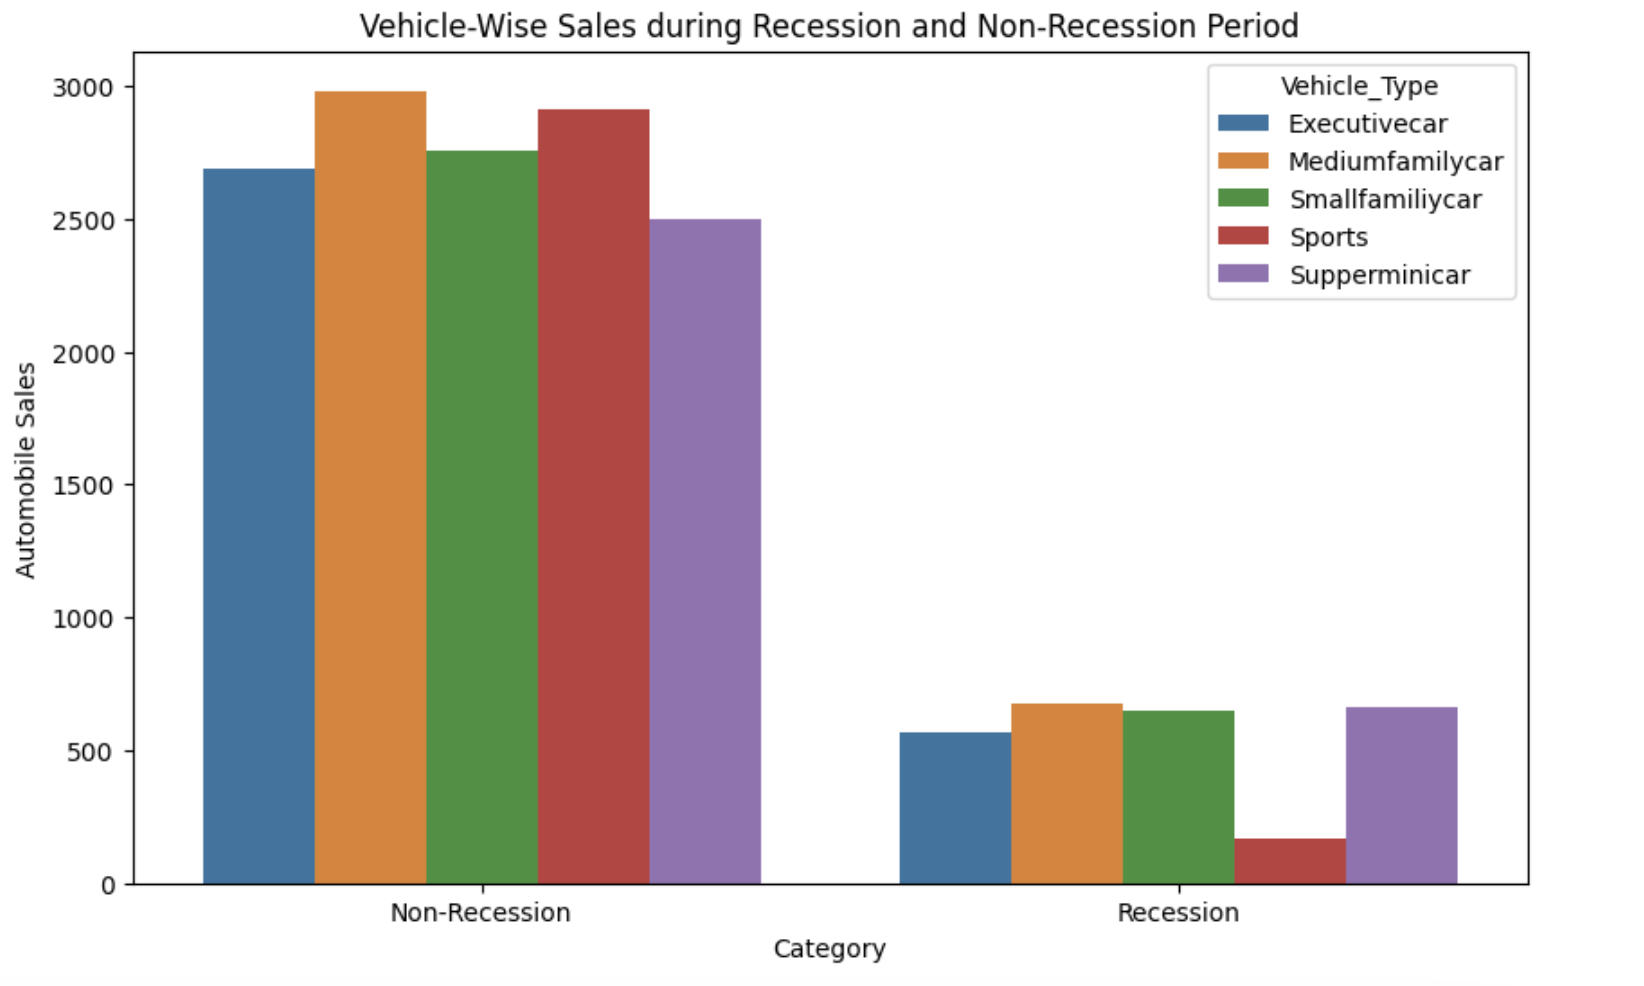 Vehicle-Wise Sales during Recession and Non-Recession Period
Automobile Sales
3000
2500
2000
1500
1000
500
0
Vehicle_Type
Executivecar
Mediumfamilycar
Smallfamiliycar
Sports
Supperminicar
Non-Recession
Recession
Category